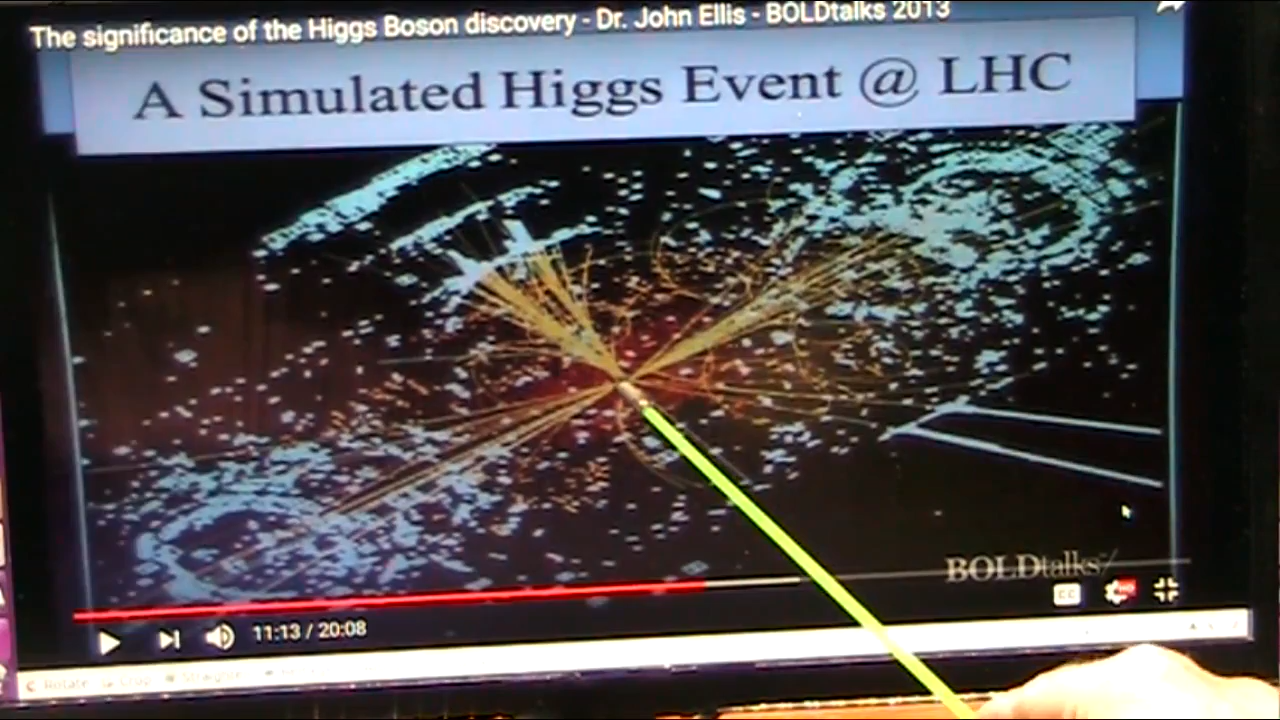 The significance of the Higgs Boson discovery - Dr. John Ellis - BOLDtalks 2013
A Simulated Higgs Event @ LHC
BOLDtalks
CC
11:13 / 20:08
Rotate